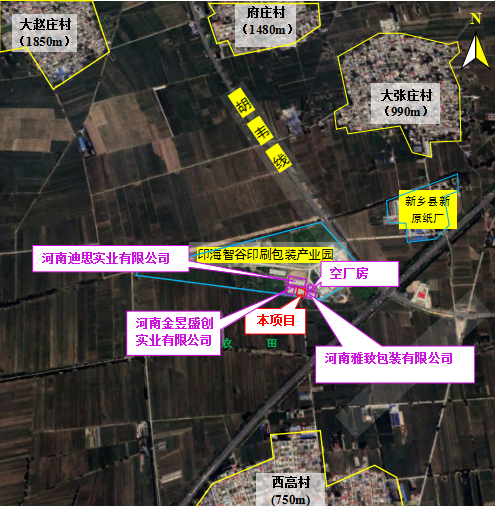 大赵庄村
（1850m）
府庄村
（1480m）
N
大张庄村
（990m）
胡韦线
新乡县新
原纸厂
印海智谷印刷包装产业园
河南迪思实业有限公司
空厂房
河南金昱盛创
实业有限公司
本项目
农田
河南雅致包装有限公司
西高村
(750m)